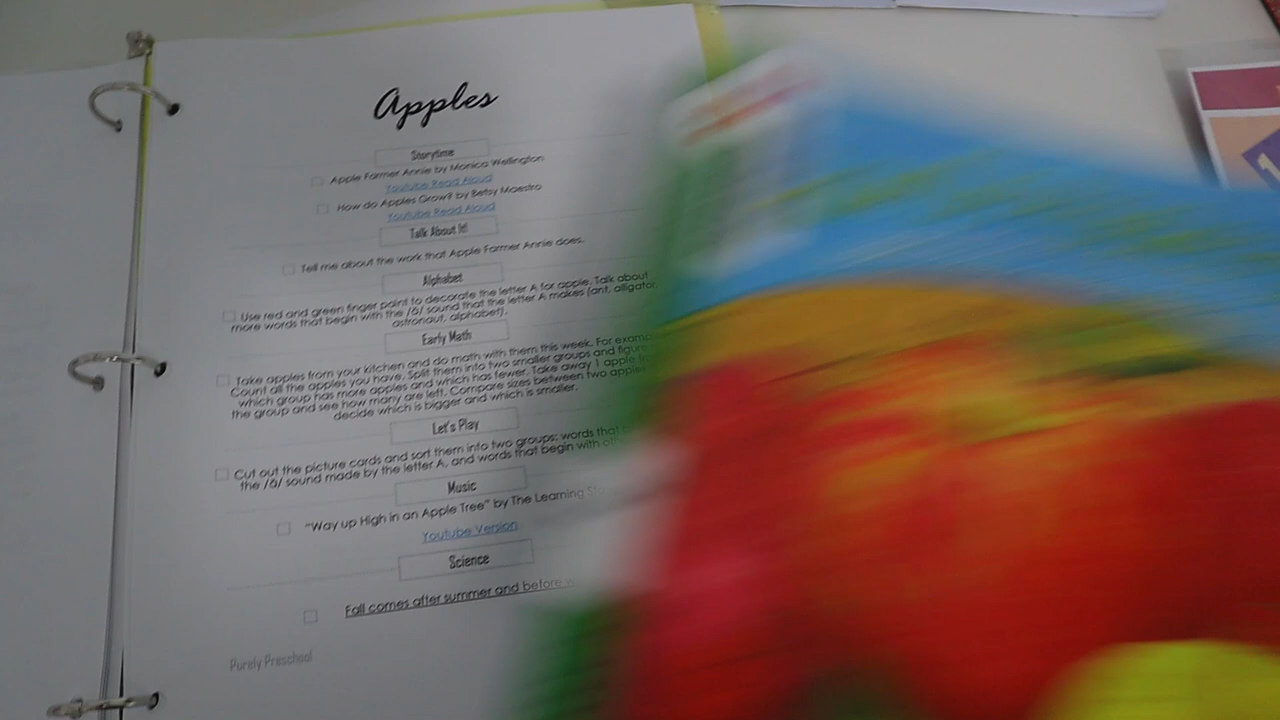 Apples
Storytime
Apple Farmer Annie by Monica Wellington
Youtube Read Aloud
How do Apples Grow? by Betsy Maestro
Youtube Read Aloud
Talk About It!
Tell me about the work that Apple Farmer Annie does.
Alphabet
Use red and green finger paint to decorate the letter A for apple. Talk about
more words that begin with the /ă/ sound that the letter A makes (ant, alligator,
astronaut, alphabet).
Early Math
Take apples from your kitchen and do math with them this week. For
Count all the apples you have. Split them into two smaller groups and
which group has more apples and which has fewer. Take away 1 apple
the group and see how many are left. Compare sizes between two
decide which is bigger and which is smaller.
Let's Play
Cut out the picture cards and sort them into two groups: words that
the /ă/ sound made by the letter A, and words that begin with
Music
"Way up High in an Apple Tree" by The Learning
Youtube Version
Science
Fall comes after summer and before
Purely Preschool
1